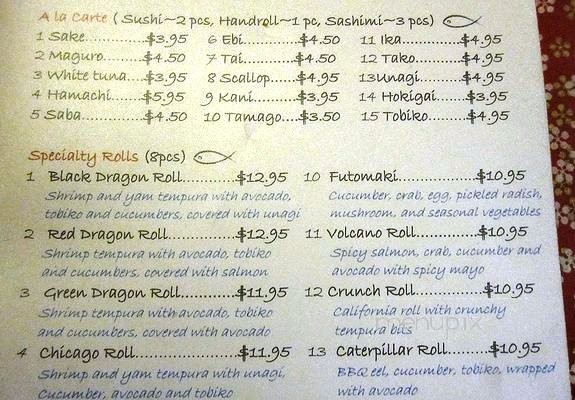 A la Carte ( Sushi~2 pcs, Handroll~1 pc, Sashimi~3 pcs)
1 Sake..........$3.95 6 Ebi..........$4.50 11 Ika..........$4.95
2 Maguro.......$4.50 7 Tai..........$4.50 12 Tako.........$4.95
3 White tuna...$3.95 8 Scallop......$4.95 13Unagi........$4.95
4 Hamachi.....$5.95 9 Kani.........$3.95 14 Hokigai....$3.95
5 Saba..........$4.50 10 Tamago....$3.50 15 Tobiko......$4.95
Specialty Rolls (8pcs)
1 Black Dragon Roll..........$12.95
Shrimp and yam tempura with avocado,
tobiko and cucumbers, covered with unagi
2 Red Dragon Roll............$12.95
Shrimp tempura with avocado, tobiko
and cucumbers, covered with salmon
3 Green Dragon Roll..........$11.95
Shrimp tempura with avocado, tobiko
and cucumbers, covered with avocado
4 Chicago Roll..................$11.95
Shrimp and yam tempura with unagi,
Cucumber, avocado and tobiko
10 Futomaki..............$10.95
Cucumber, crab, egg, pickled radish,
mushroom, and seasonal vegetables
11 Volcano Roll...........$10.95
Spicy salmon, crab, cucumber and
avocado with spicy mayo
12 Crunch Roll............$10.95
California roll with crunchy
tempura bits
menupix
13 Caterpillar Roll.......$10.95
BBQ eel, cucumber, tobiko, wrapped
with avocado